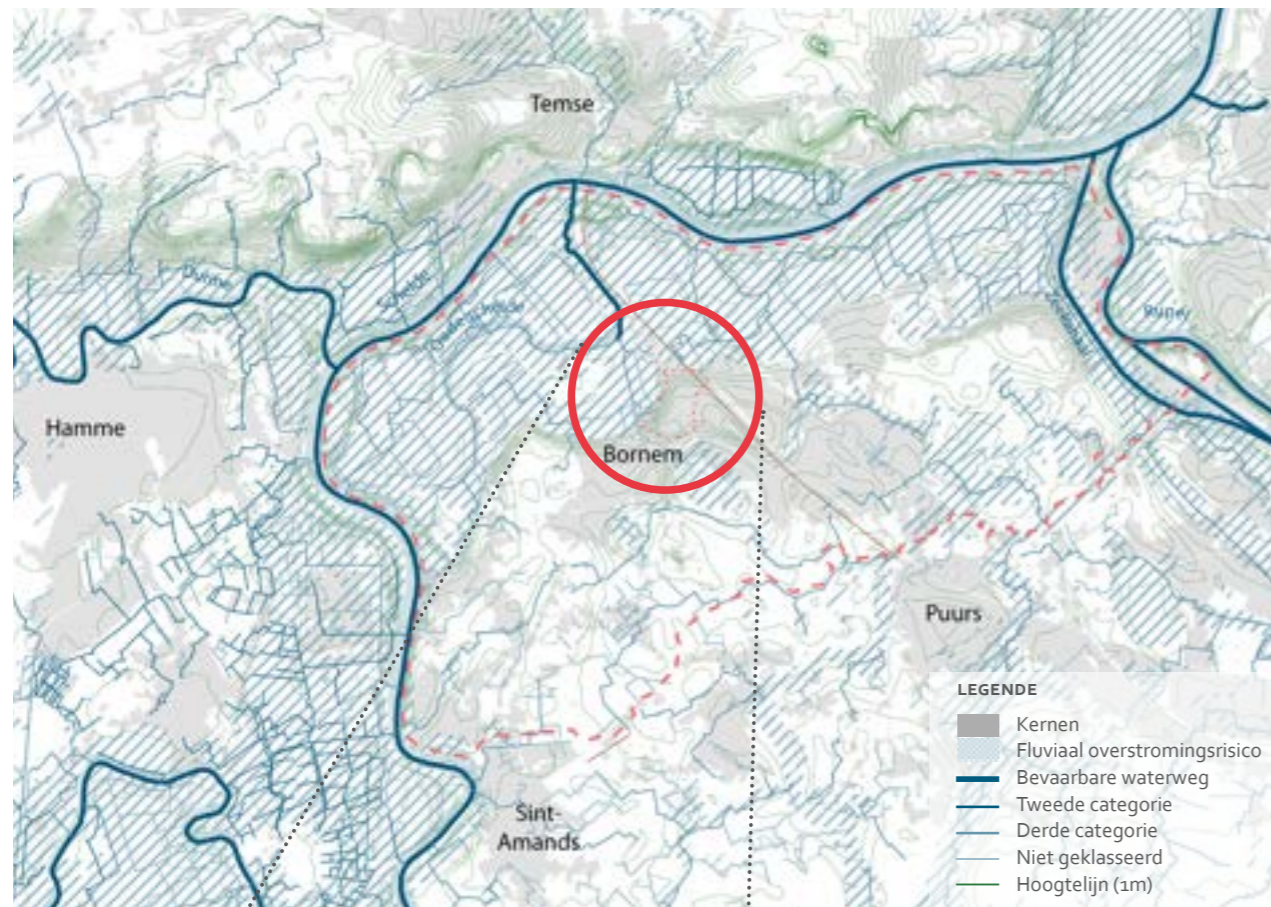 Temse
Durme
Schelde
Oude Schelde
Rupel
Hamme
Bornem
Puurs
Sint-
Amands
LEGENDE
Kernen
Fluviaal overstromingsrisico
Bevaarbare waterweg
Tweede categorie
Derde categorie
Niet geklasseerd
Hoogtelijn (1m)